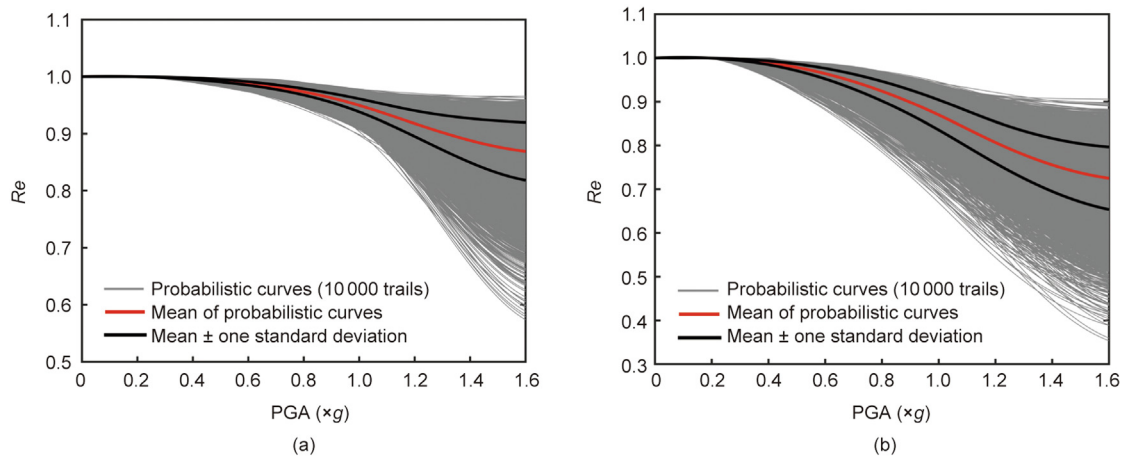 1.1
1.0
0.9
0.8
0.7
0.6
0.5
Re
Probabilistic curves (10 000 trails)
Mean of probabilistic curves
Mean ± one standard deviation
0 0.2 0.4 0.6 0.8 1.0 1.2 1.4 1.6
PGA (×g)
(a)
1.1
1.0
0.9
0.8
0.7
0.6
0.5
0.4
0.3
Re
Probabilistic curves (10 000 trails)
Mean of probabilistic curves
Mean ± one standard deviation
0 0.2 0.4 0.6 0.8 1.0 1.2 1.4 1.6
PGA (×g)
(b)